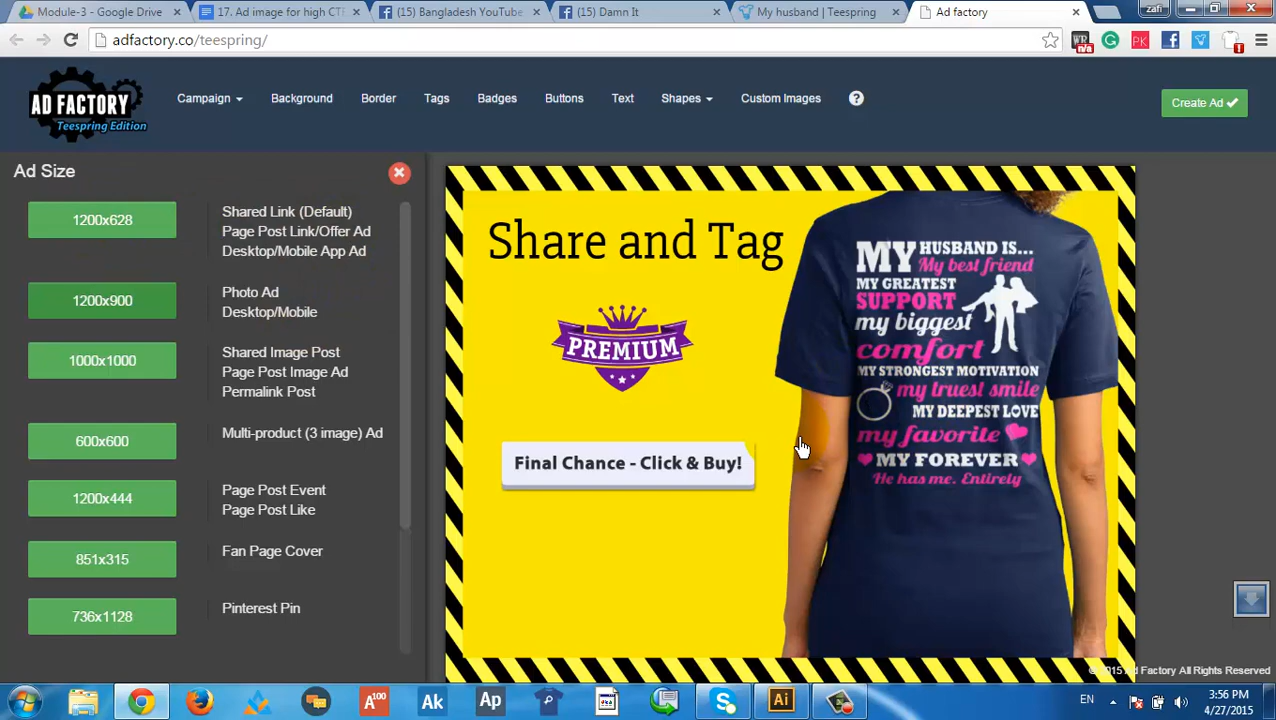 Module-3 - Google Drive
17. Ad image for high CT
(15) Bangladesh YouTube
(15) Damn It
My husband | Teespring
Ad factory
zafi
adfactory.co/teespring/
AD FACTORY
Teespring Edition
Campaign
Background
Border
Tags
Badges
Buttons
Text
Shapes
Custom Images
?
Create Ad
Ad Size
1200x628
Shared Link (Default)
Page Post Link/Offer Ad
Desktop/Mobile App Ad
1200x900
Photo Ad
Desktop/Mobile
1000x1000
Shared Image Post
Page Post Image Ad
Permalink Post
600x600
Multi-product (3 image) Ad
1200x444
Page Post Event
Page Post Like
851x315
Fan Page Cover
736x1128
Pinterest Pin
Share and Tag
PREMIUM
Final Chance - Click & Buy!
MY HUSBAND IS...
My best friend
MY GREATEST
SUPPORT
my biggest
comfort
MY STRONGEST MOTIVATION
my truest smile
MY DEEPEST LOVE
my favorite
MY FOREVER
He has me. Entirely
© 2015 Ad Factory All Rights Reserved
EN
3:56 PM
4/27/2015